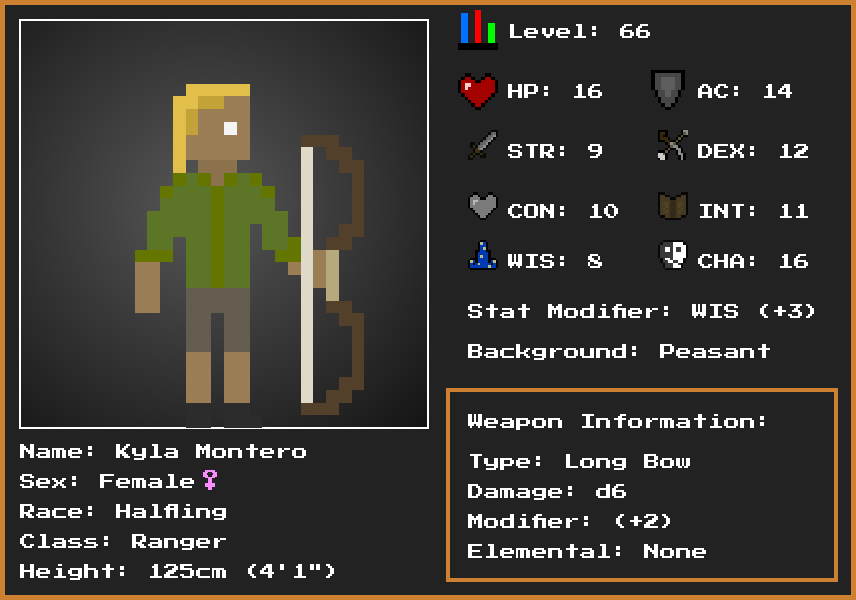 Level: 66
HP: 16
AC: 14
STR: 9
DEX: 12
CON: 10
INT: 11
WIS: 8
CHA: 16
Stat Modifier: WIS (+3)
Background: Peasant
Name: Kyla Montero
Sex: Female♀
Race: Halfling
Class: Ranger
Height: 125cm (4'1")
Weapon Information:
Type: Long Bow
Damage: d6
Modifier: (+2)
Elemental: None